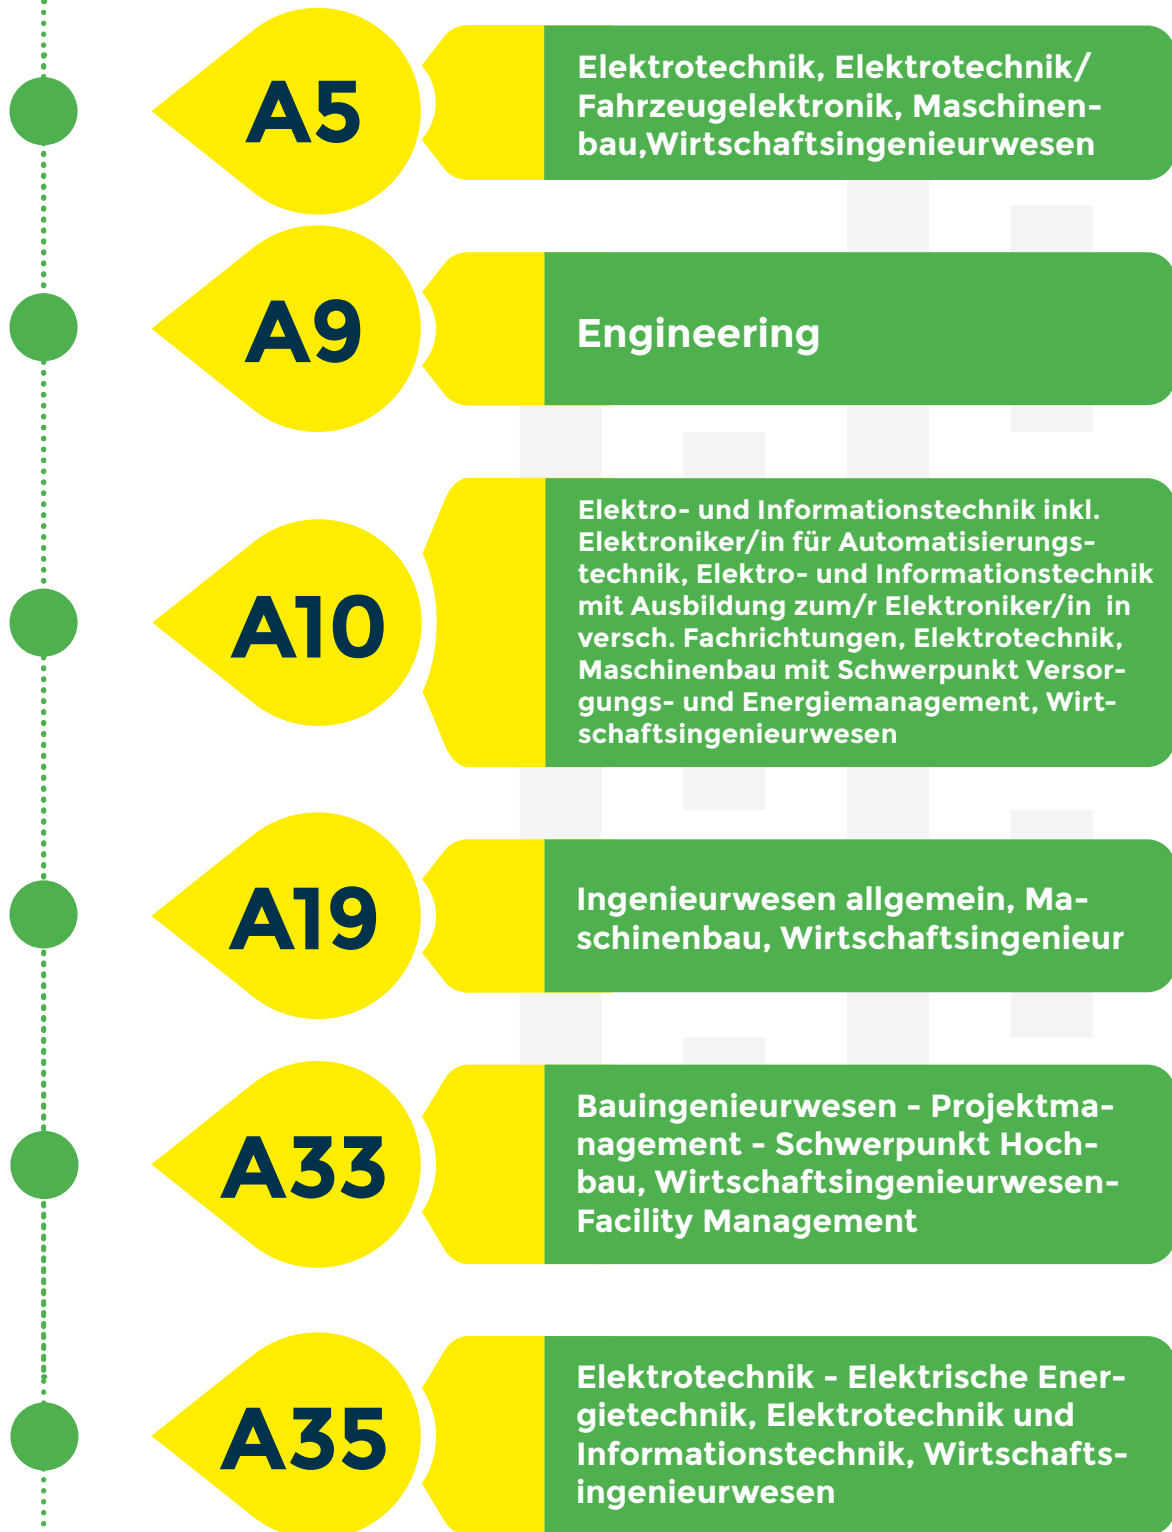 A5
Elektrotechnik, Elektrotechnik/
Fahrzeugelektronik, Maschinen-
bau,Wirtschaftsingenieurwesen
A9
Engineering
A10
Elektro- und Informationstechnik inkl.
Elektroniker/in für Automatisierungs-
technik, Elektro- und Informationstechnik
mit Ausbildung zum/r Elektroniker/in in
versch. Fachrichtungen, Elektrotechnik,
Maschinenbau mit Schwerpunkt Versor-
gungs- und Energiemanagement, Wirt-
schaftsingenieurwesen
A19
Ingenieurwesen allgemein, Ma-
schinenbau, Wirtschaftsingenieur
A33
Bauingenieurwesen - Projektma-
nagement - Schwerpunkt Hoch-
bau, Wirtschaftsingenieurwesen-
Facility Management
A35
Elektrotechnik - Elektrische Ener-
gietechnik, Elektrotechnik und
Informationstechnik, Wirtschafts-
ingenieurwesen